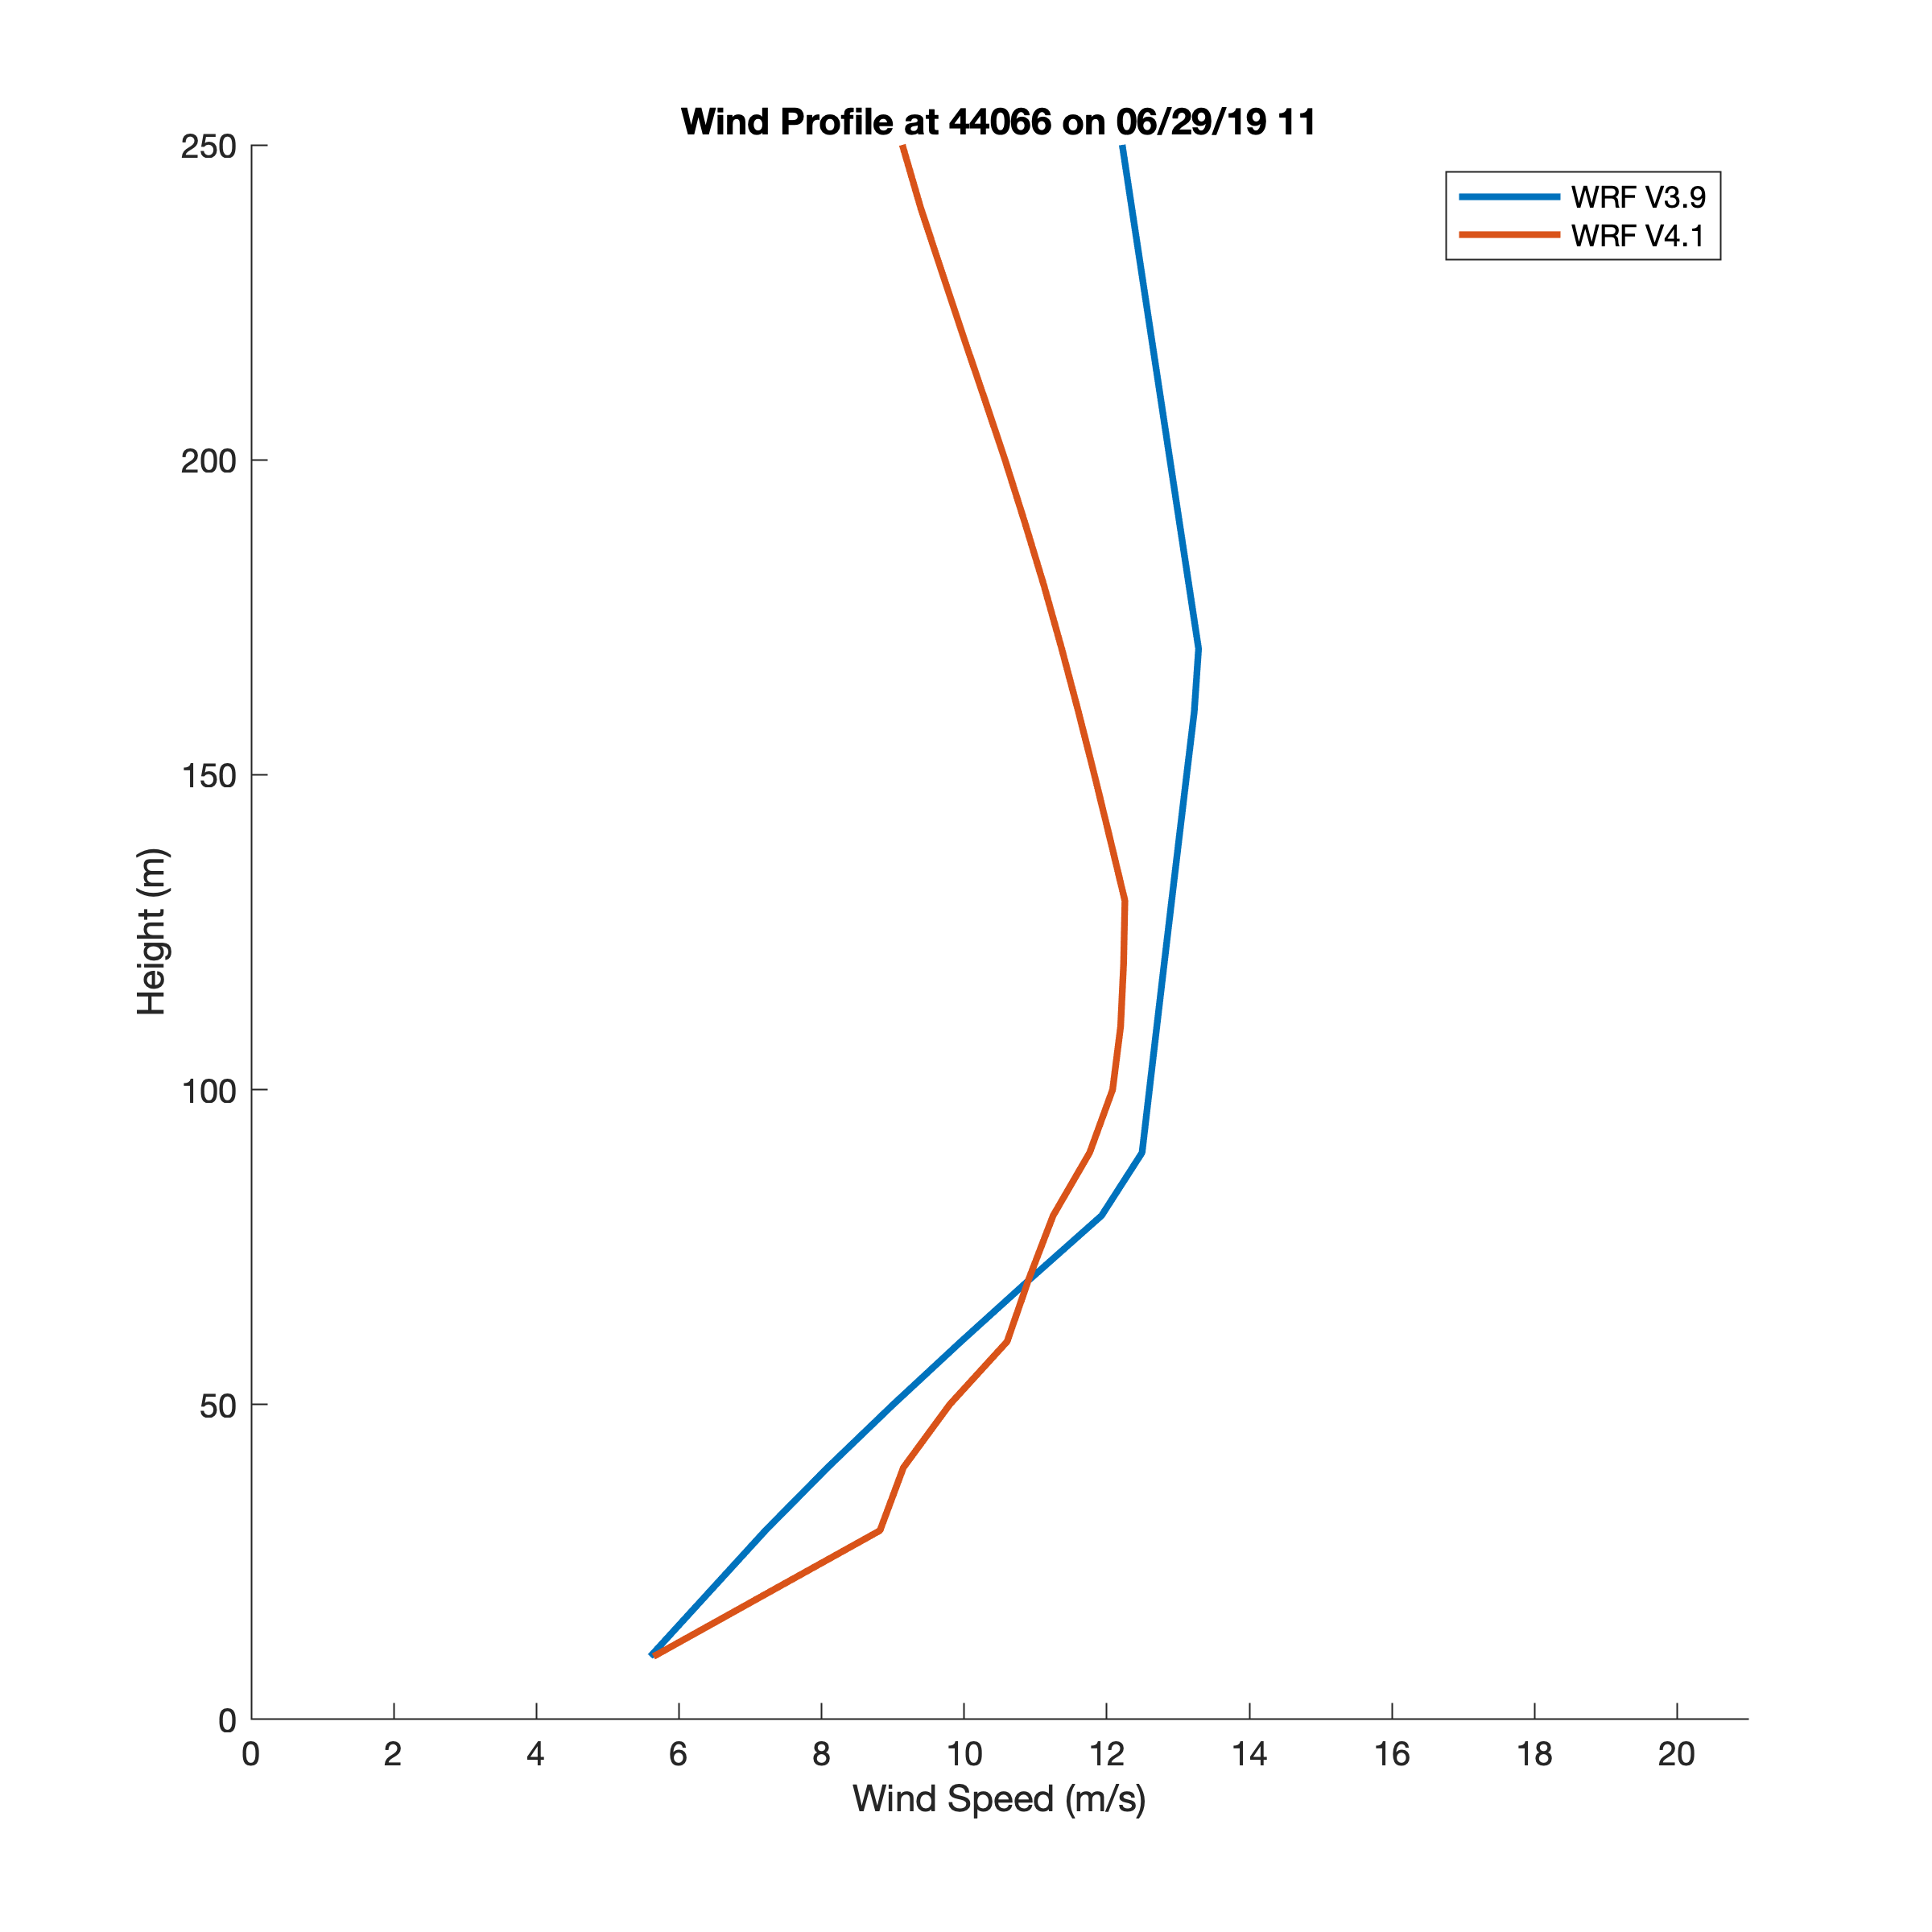 Wind Profile at 44066 on 06/29/19 11
250
200
150
100
50
0
Height (m)
WRF V3.9
WRF V4.1
0 2 4 6 8 10 12 14 16 18 20
Wind Speed (m/s)